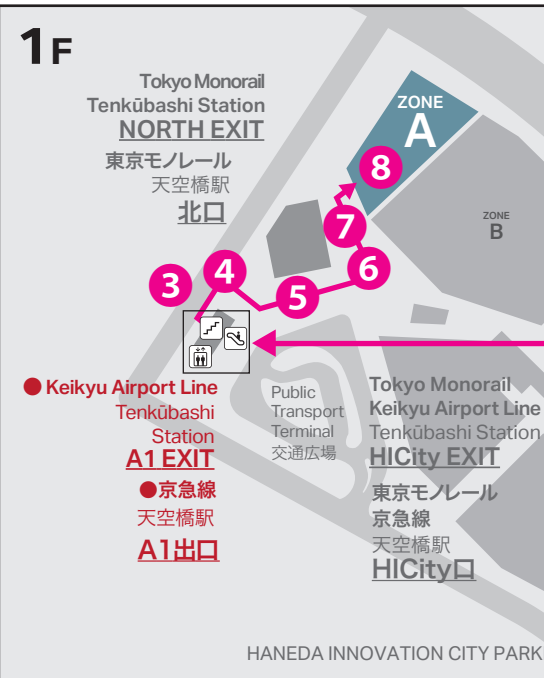 1F
Tokyo Monorail
Tenkūbashi Station
NORTH EXIT
東京モノレール
天空橋駅
北口
ZONE
A
ZONE
B
8
7
6
5
4
3
● Keikyu Airport Line
Tenkūbashi
Station
A1 EXIT
●京急線
天空橋駅
A1出口
Public
Transport
Terminal
交通広場
Tokyo Monorail
Keikyu Airport Line
Tenkūbashi Station
HICity EXIT
東京モノレール
京急線
天空橋駅
HICity口
HANEDA INNOVATION CITY PARK